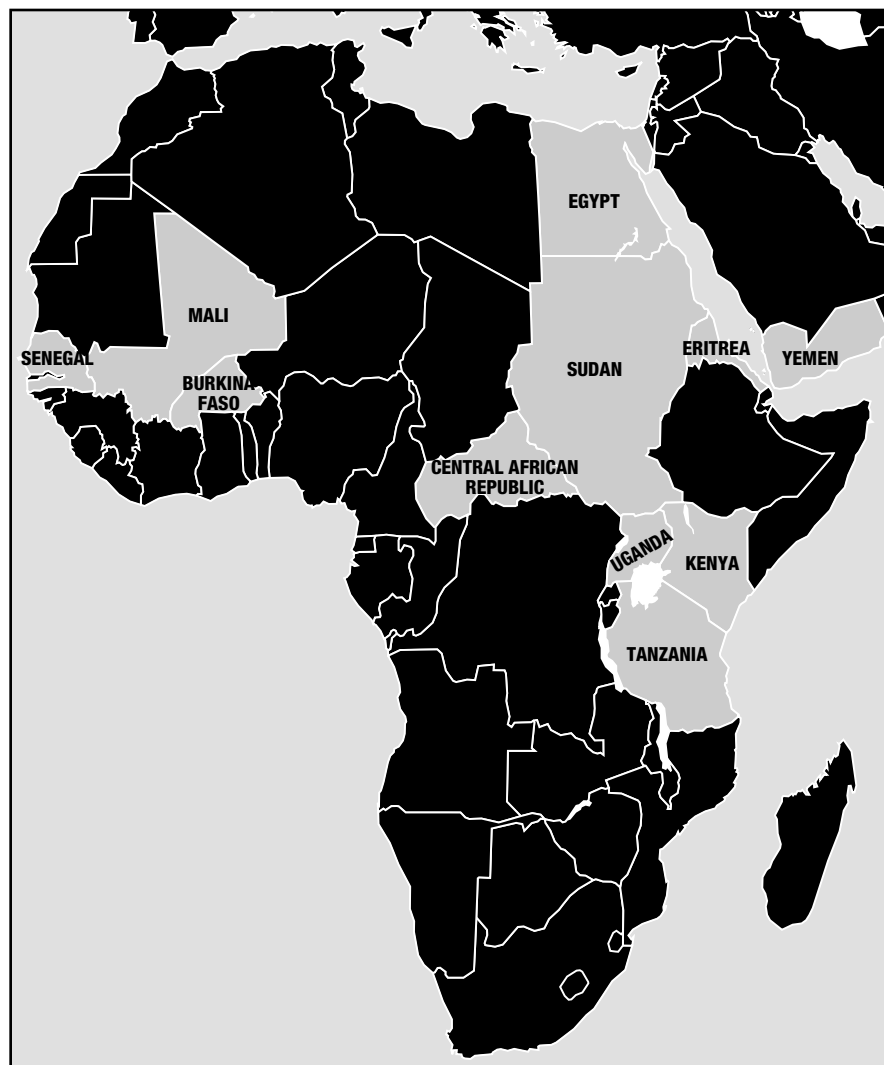 EGYPT
MALI
SENEGAL
ERITREA
YEMEN
SUDAN
BURKINA
FASO
CENTRAL AFRICAN
REPUBLIC
UGANDA
KENYA
TANZANIA